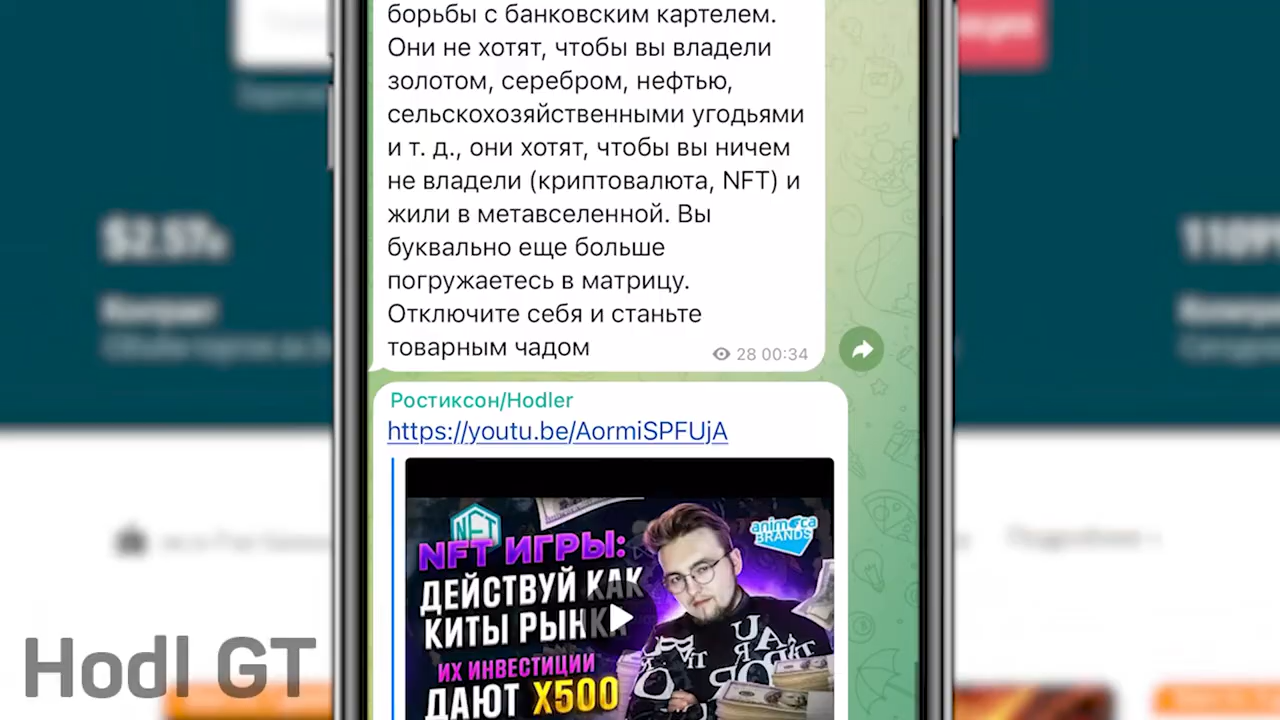 борьбы с банковским картелем.
Они не хотят, чтобы вы владели
золотом, серебром, нефтью,
сельскохозяйственными угодьями
и т. д., они хотят, чтобы вы ничем
не владели (криптовалюта, NFT) и
жили в метавселенной. Вы
буквально еще больше
погружаетесь в матрицу.
Отключите себя и станьте
товарным чадом
28 00:34
Ростиксон/Hodler
https://youtu.be/AormiSPFUjA
NFT
NFT ИГРЫ:
ДЕЙСТВУЙ КАК
КИТЫ РЫНКА
ИХ ИНВЕСТИЦИИ
ДАЮТ X500
animoca
BRANDS
Hodl GT